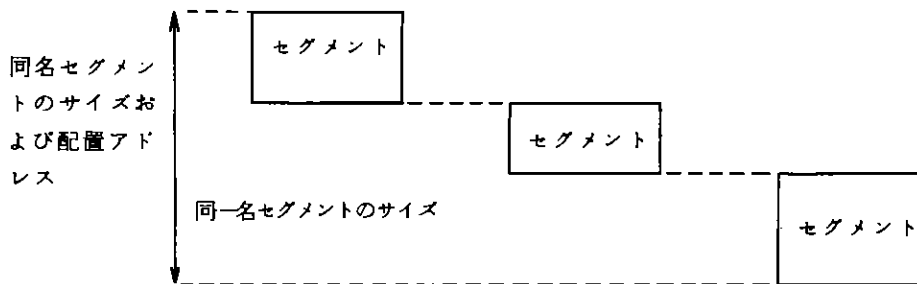 セグメント
同名セグメン
トのサイズお
よび配置アド
レス
セグメント
同一名セグメントのサイズ
セグメント